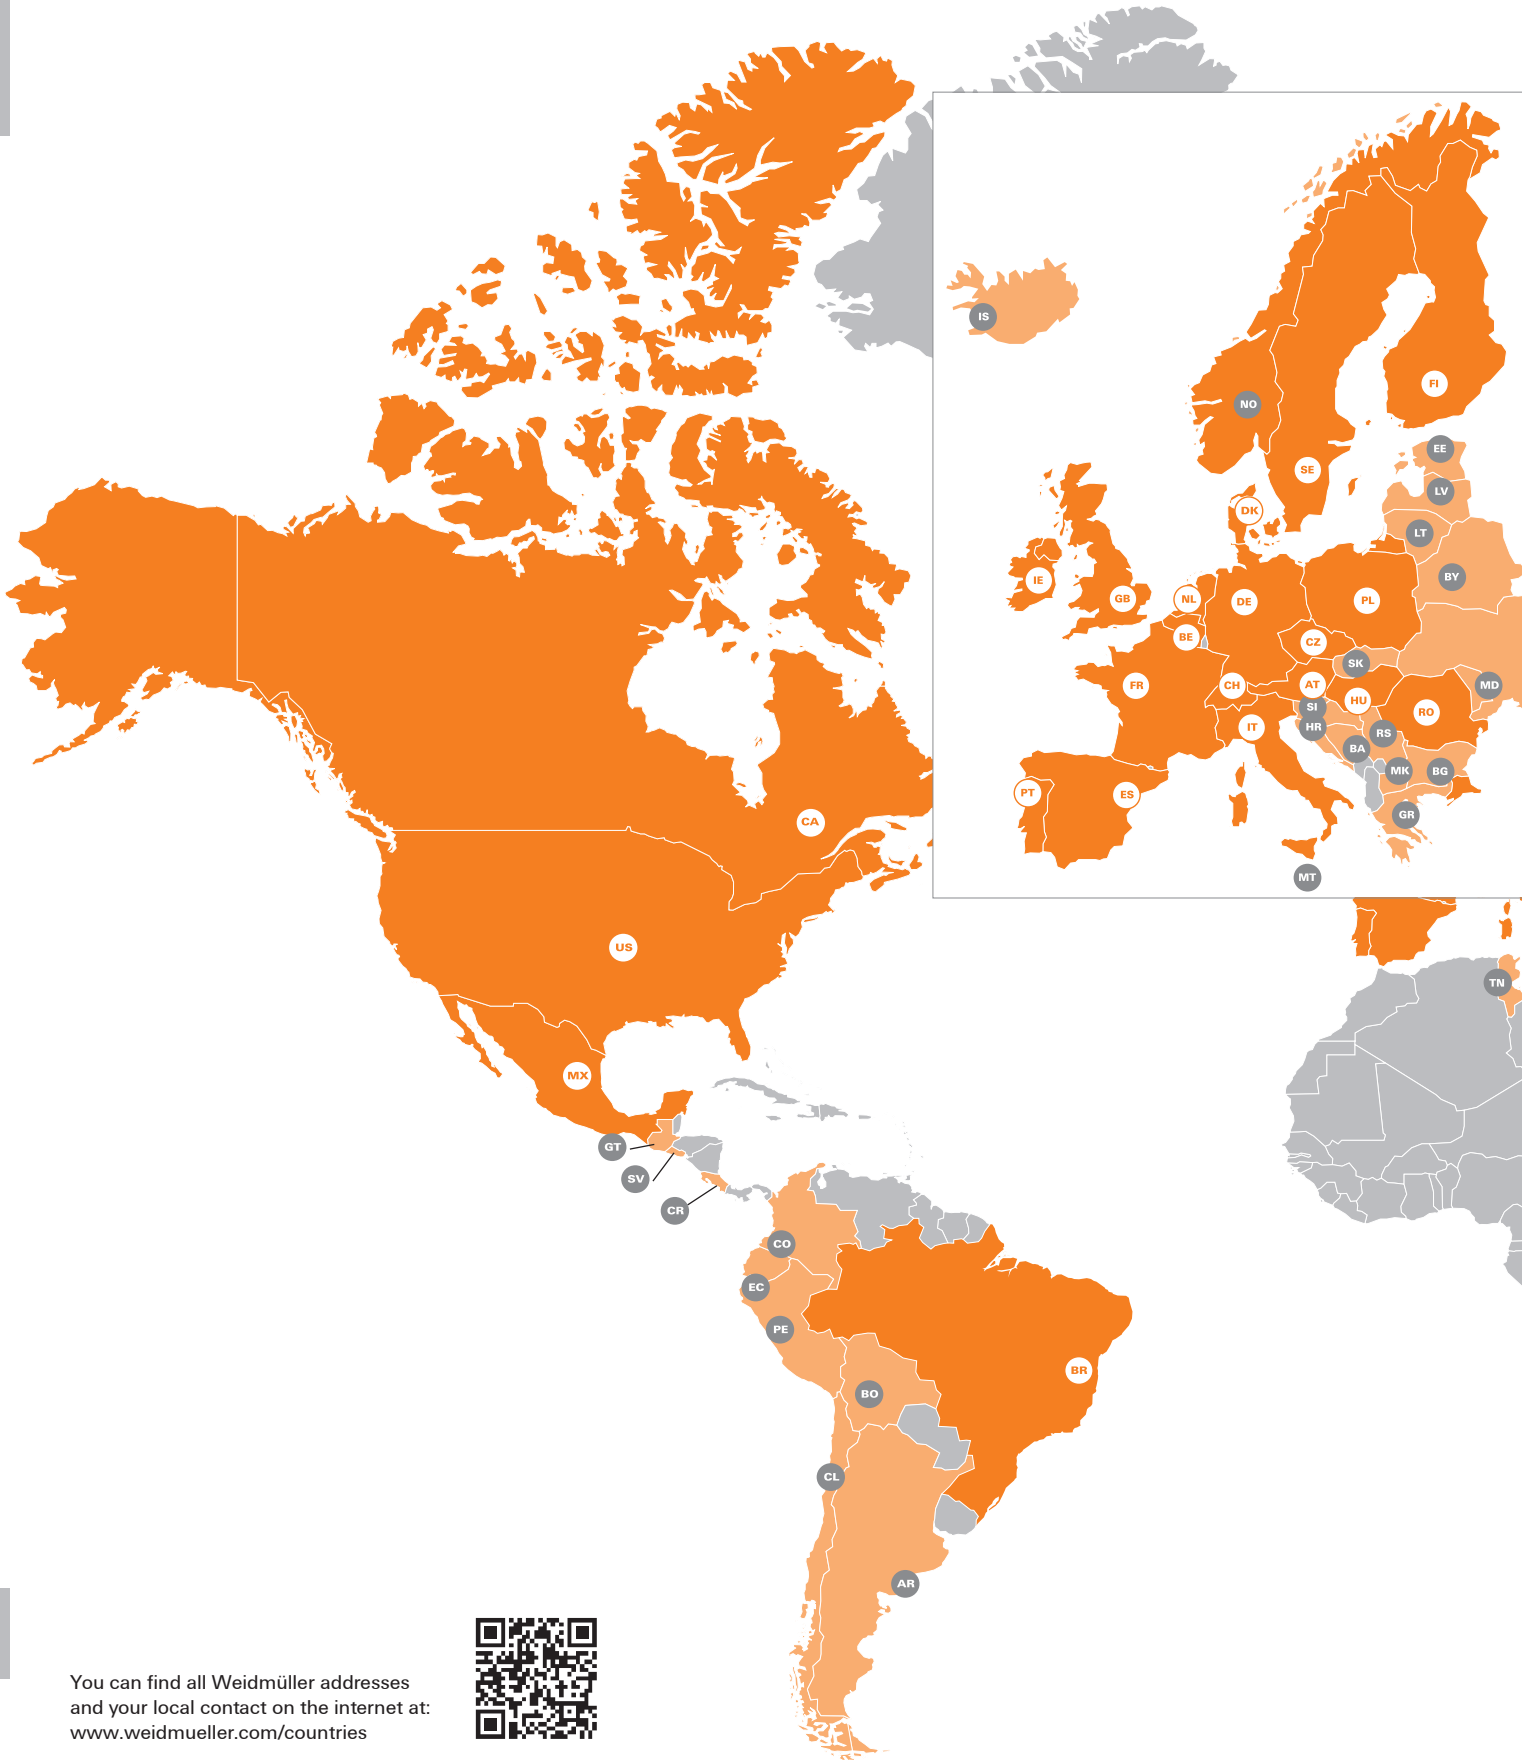 IS
FI
NO
EE
SE
LV
DK
LT
BY
IE
GB
NL
DE
PL
BE
CZ
SK
FR
CH
AT
MD
HU
SI
RO
IT
HR
RS
BA
MK
BG
PT
ES
GR
CA
MT
US
TN
MX
GT
SV
CR
CO
EC
PE
BR
BO
CL
AR
You can find all Weidmüller addresses
and your local contact on the internet at:
www.weidmueller.com/countries